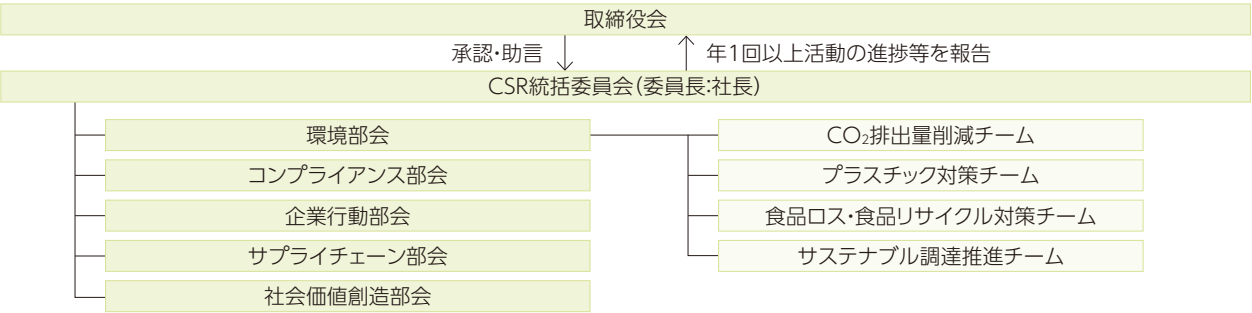 取締役会
承認・助言
年1回以上活動の進捗等を報告
CSR統括委員会(委員長:社長)
環境部会
CO₂排出量削減チーム
コンプライアンス部会
プラスチック対策チーム
企業行動部会
食品ロス・食品リサイクル対策チーム
サプライチェーン部会
サステナブル調達推進チーム
社会価値創造部会